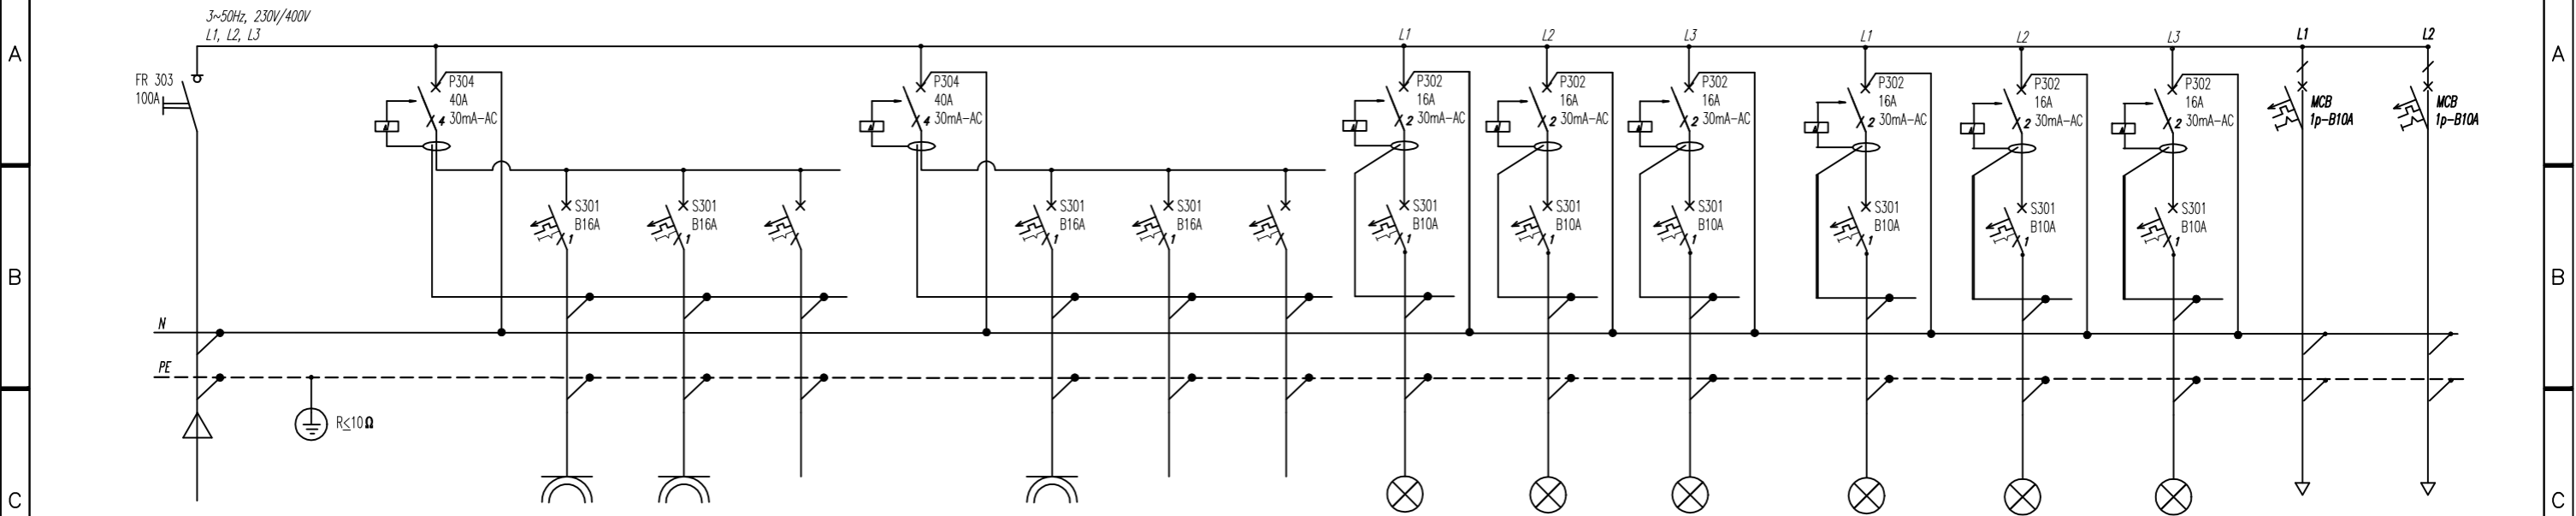 3~50Hz, 230V/400V
L1, L2, L3
L1
L2
L3
L1
L2
L3
L1
L2
A
A
FR 303
100A
P304
40A
4 30mA-AC
P304
40A
4 30mA-AC
P302
16A
2 30mA-AC
P302
16A
2 30mA-AC
P302
16A
2 30mA-AC
P302
16A
2 30mA-AC
P302
16A
2 30mA-AC
P302
16A
2 30mA-AC
MCB
1p-B10A
MCB
1p-B10A
S301
B16A
1
S301
B16A
1
S301
B16A
1
S301
B16A
1
S301
B10A
1
S301
B10A
1
S301
B10A
1
S301
B10A
1
S301
B10A
1
S301
B10A
1
B
B
N
PE
R≤10Ω
C
C